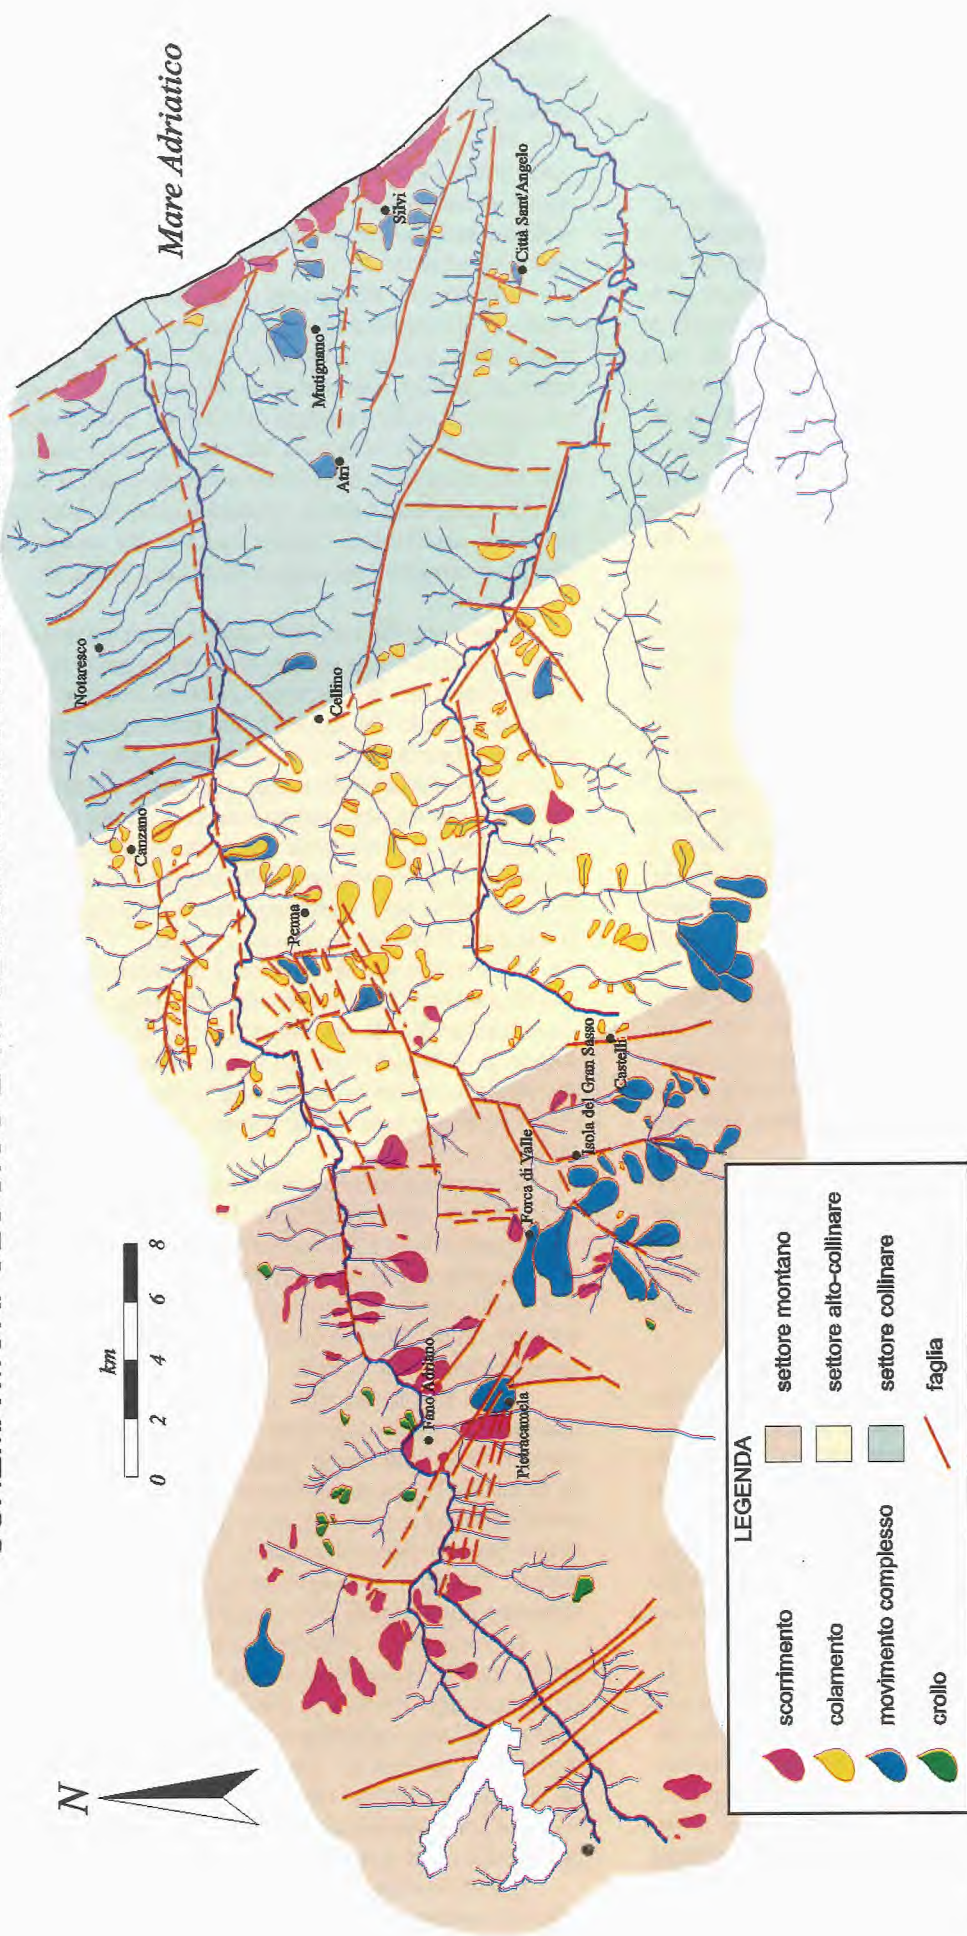 Mare Adriatico
N
km
0 2 4 6 8
Notaresco
Canzano
Cellino
Penna
Atri
Mutignano
Silvi
Città Sant'Angelo
Castelli
Isola del Gran Sasso
Forca di Valle
Fano Adriano
Pietracamela
LEGENDA
scorrimento
colamento
movimento complesso
crollo
settore montano
settore alto-collinare
settore collinare
faglia